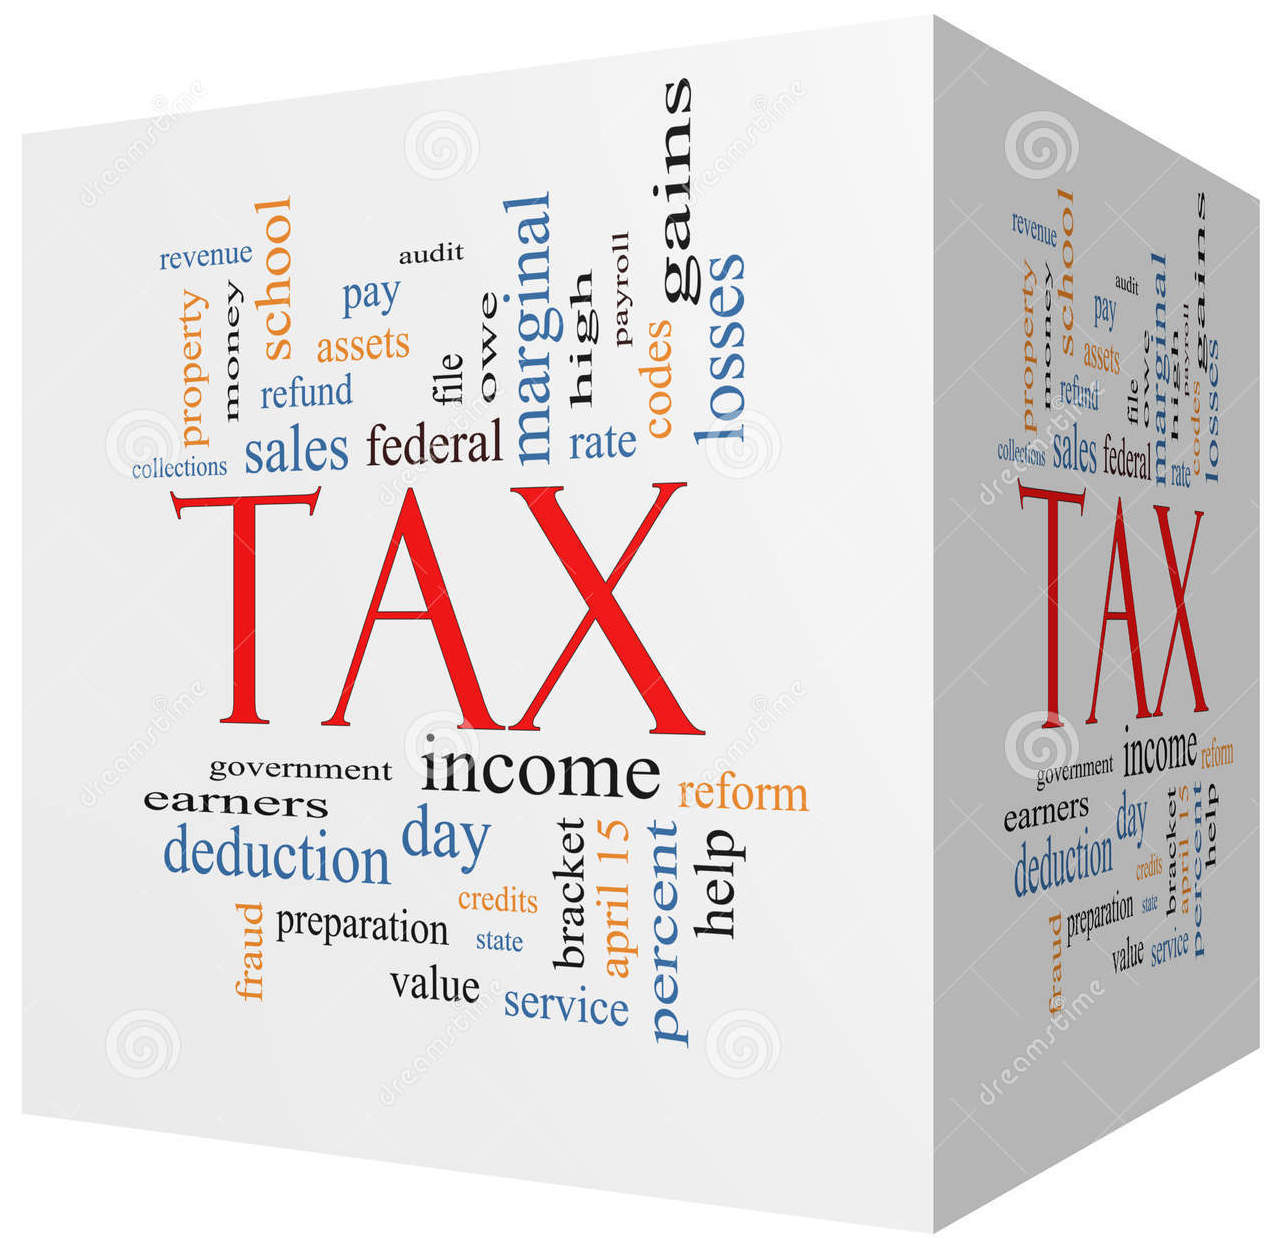 gains
school
marginal
payroll
audit
revenue
losses
high
pay
money
property
owe
assets
codes
file
refund
federal
rate
sales
collections
TAX
income
government
reform
earners
day
deduction
bracket
april 15
percent
help
credits
preparation
state
fraud
value
service
gains
school
revenue
marginal
audit
property
money
pay
payroll
owe
high
losses
assets
file
codes
refund
collections
sales
federal
rate
TAX
income
reform
government
earners
day
deduction
bracket
april 15
percent
help
credits
preparation
state
fraud
value
service
dreamstime
dreamstime
dreamstime
dreamstime
dreamstime
dreamstime
dreamstime
dreamstime